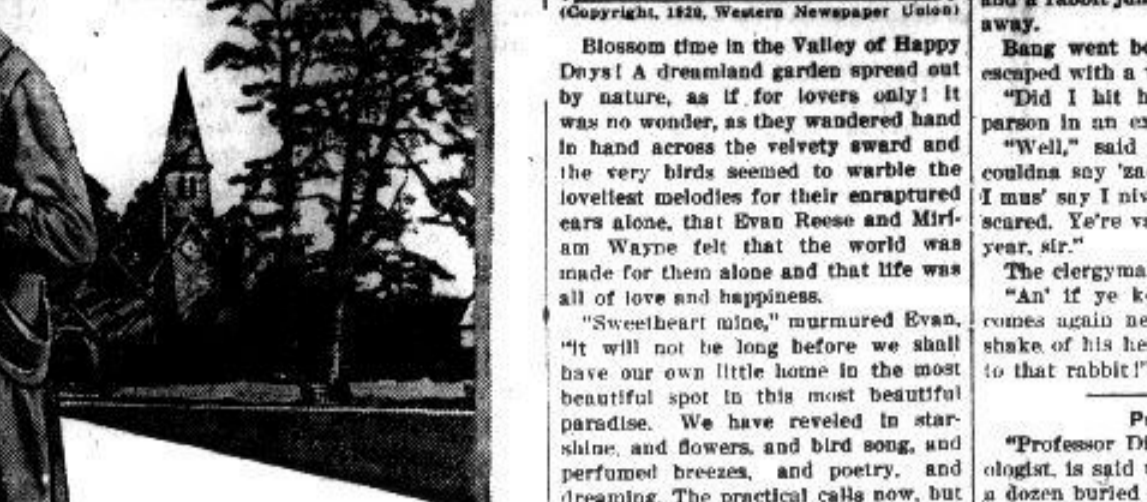 (Copyright, 1920, Western Newspaper Union)
Blossom time in the Valley of Happy
Days! A dreamland garden spread out
by nature, as if for lovers only! It
was no wonder, as they wandered hand
in hand across the velvety sward and
the very birds seemed to warble the
loveliest melodies for their enraptured
ears alone, that Evan Reese and Miri-
am Wayne felt that the world was
made for them alone and that life was
all of love and happiness.
"Sweetheart mine," murmured Evan,
"it will not be long before we shall
have our own little home in the most
beautiful spot in this most beautiful
paradise. We have reveled in star-
shine, and flowers, and bird song, and
perfumed breezes, and poetry, and
dreaming. The practical calls now, but
and a rabbit
away.
Bang went
escaped with a
"Did I hit
parson in an
"Well," said
couldna say
I mus' say I
scared. Ye're
year, sir."
The clergyma
"An' if ye
comes again
shake of his
to that rabbit!"
"Professor
ologist, is said
a dozen buried